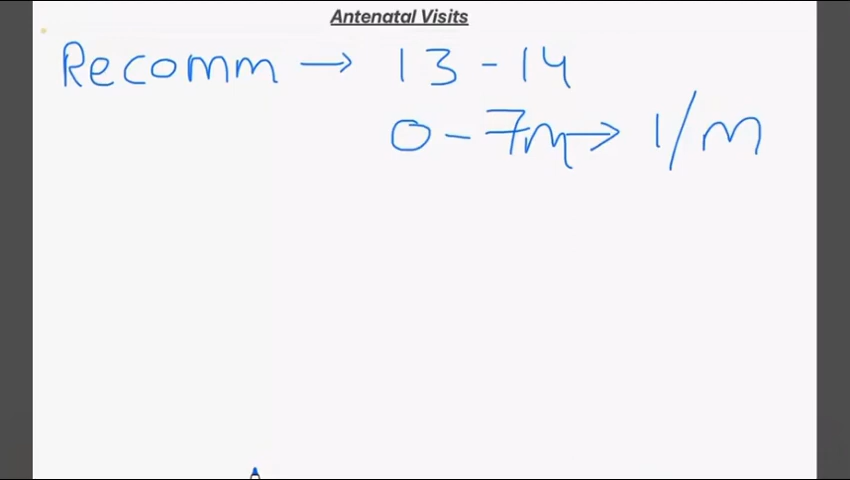 Antenatal Visits
Recomm → 13 - 14
0 - 7m → 1/m